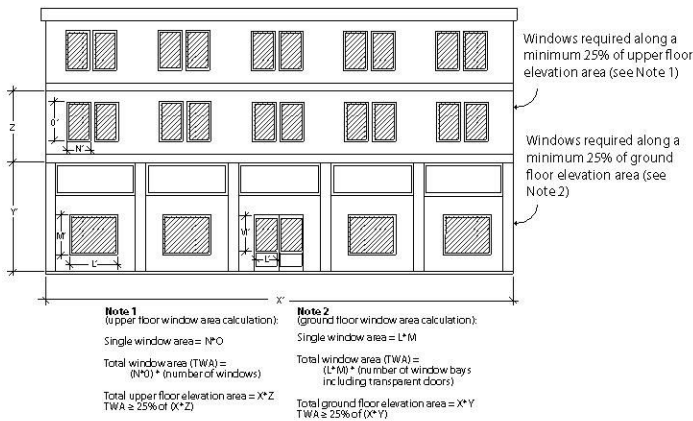 Windows required along a
minimum 25% of upper floor
elevation area (see Note 1)
Z
O'
N'
Windows required along a
minimum 25% of ground
floor elevation area (see
Note 2)
Y'
M'
L'
M'
L'
X'
Note 1
(upper floor window area calculation):
Single window area = N*O
Total window area (TWA) =
(N*O) * (number of windows)
Total upper floor elevation area = X*Z
TWA ≥ 25% of (X*Z)
Note 2
(ground floor window area calculation):
Single window area = L*M
Total window area (TWA) =
(L*M) * (number of window bays
including transparent doors)
Total ground floor elevation area = X*Y
TWA ≥ 25% of (X*Y)